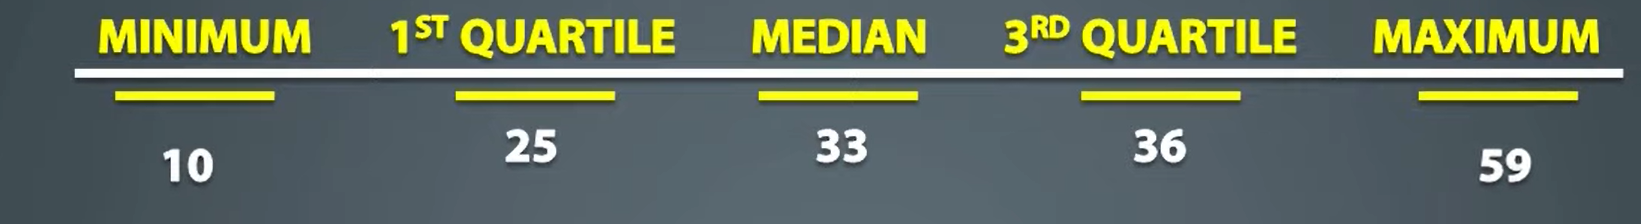 MINIMUM 1ST QUARTILE MEDIAN 3RD QUARTILE MAXIMUM
10 25 33 36 59